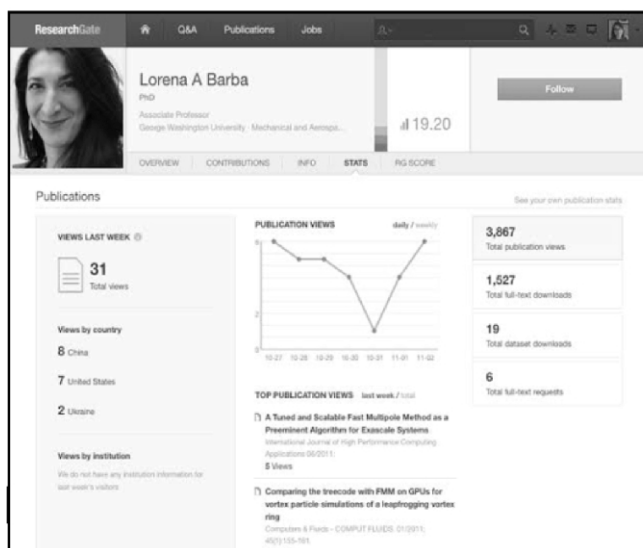 ResearchGate Q&A Publications Jobs
Lorena A Barba
PhD
Associate Professor
George Washington University · Mechanical and Aerospa...
19.20
Follow
OVERVIEW CONTRIBUTIONS INFO STATS RG SCORE
Publications
See your own publication stats
VIEWS LAST WEEK
31
Total views
Views by country
8 China
7 United States
2 Ukraine
Views by institution
We do not have any institution information for
last week's visitors
PUBLICATION VIEWS daily / weekly
6
2
0
10-27 10-28 10-29 10-30 10-31 11-01 11-02
TOP PUBLICATION VIEWS last week / total
A Tuned and Scalable Fast Multipole Method as a
Preeminent Algorithm for Exascale Systems
International Journal of High Performance Computing
Applications 06/2011;
5 Views
Comparing the treecode with FMM on GPUs for
vortex particle simulations of a leapfrogging vortex
ring
Computers & Fluids - COMPUT FLUIDS. 01/2011;
45(1):155-161.
3,867
Total publication views
1,527
Total full-text downloads
19
Total dataset downloads
6
Total full-text requests